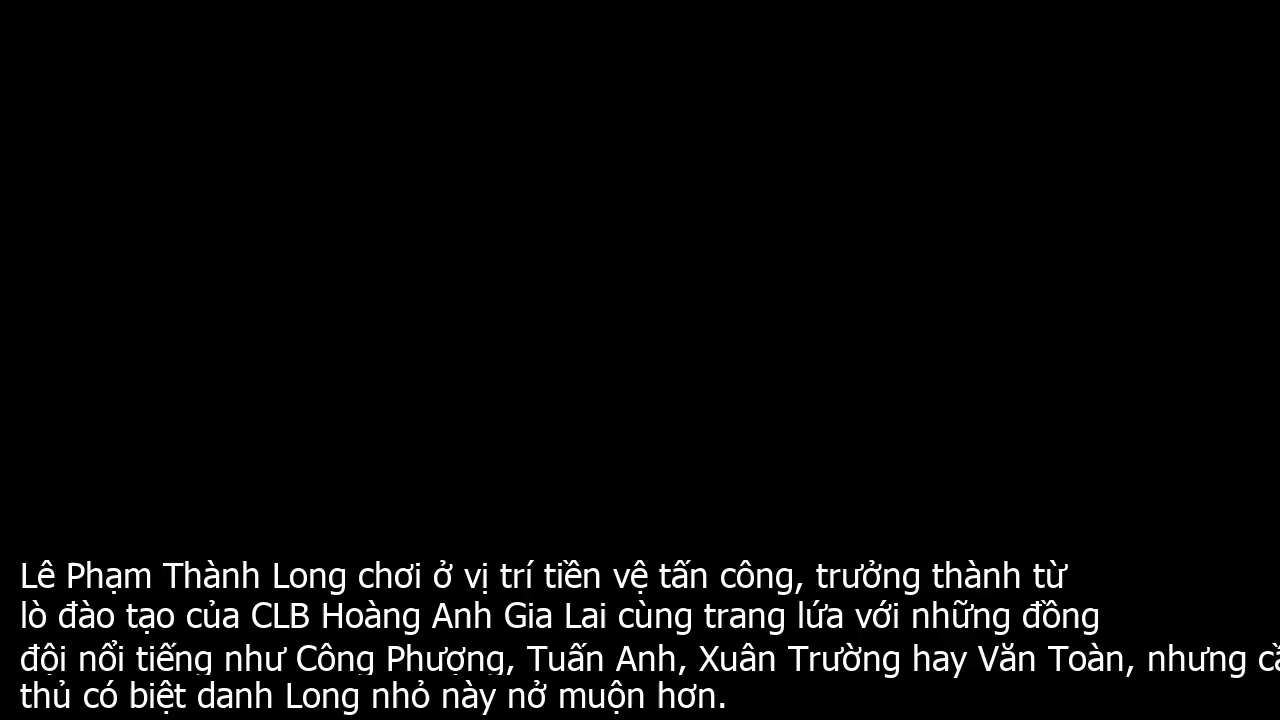 Lê Phạm Thành Long chơi ở vị trí tiền vệ tấn công, trưởng thành từ
lò đào tạo của CLB Hoàng Anh Gia Lai cùng trang lứa với những đồng
đội nổi tiếng như Công Phượng, Tuấn Anh, Xuân Trường hay Văn Toàn, nhưng
thủ có biệt danh Long nhỏ này nở muộn hơn.